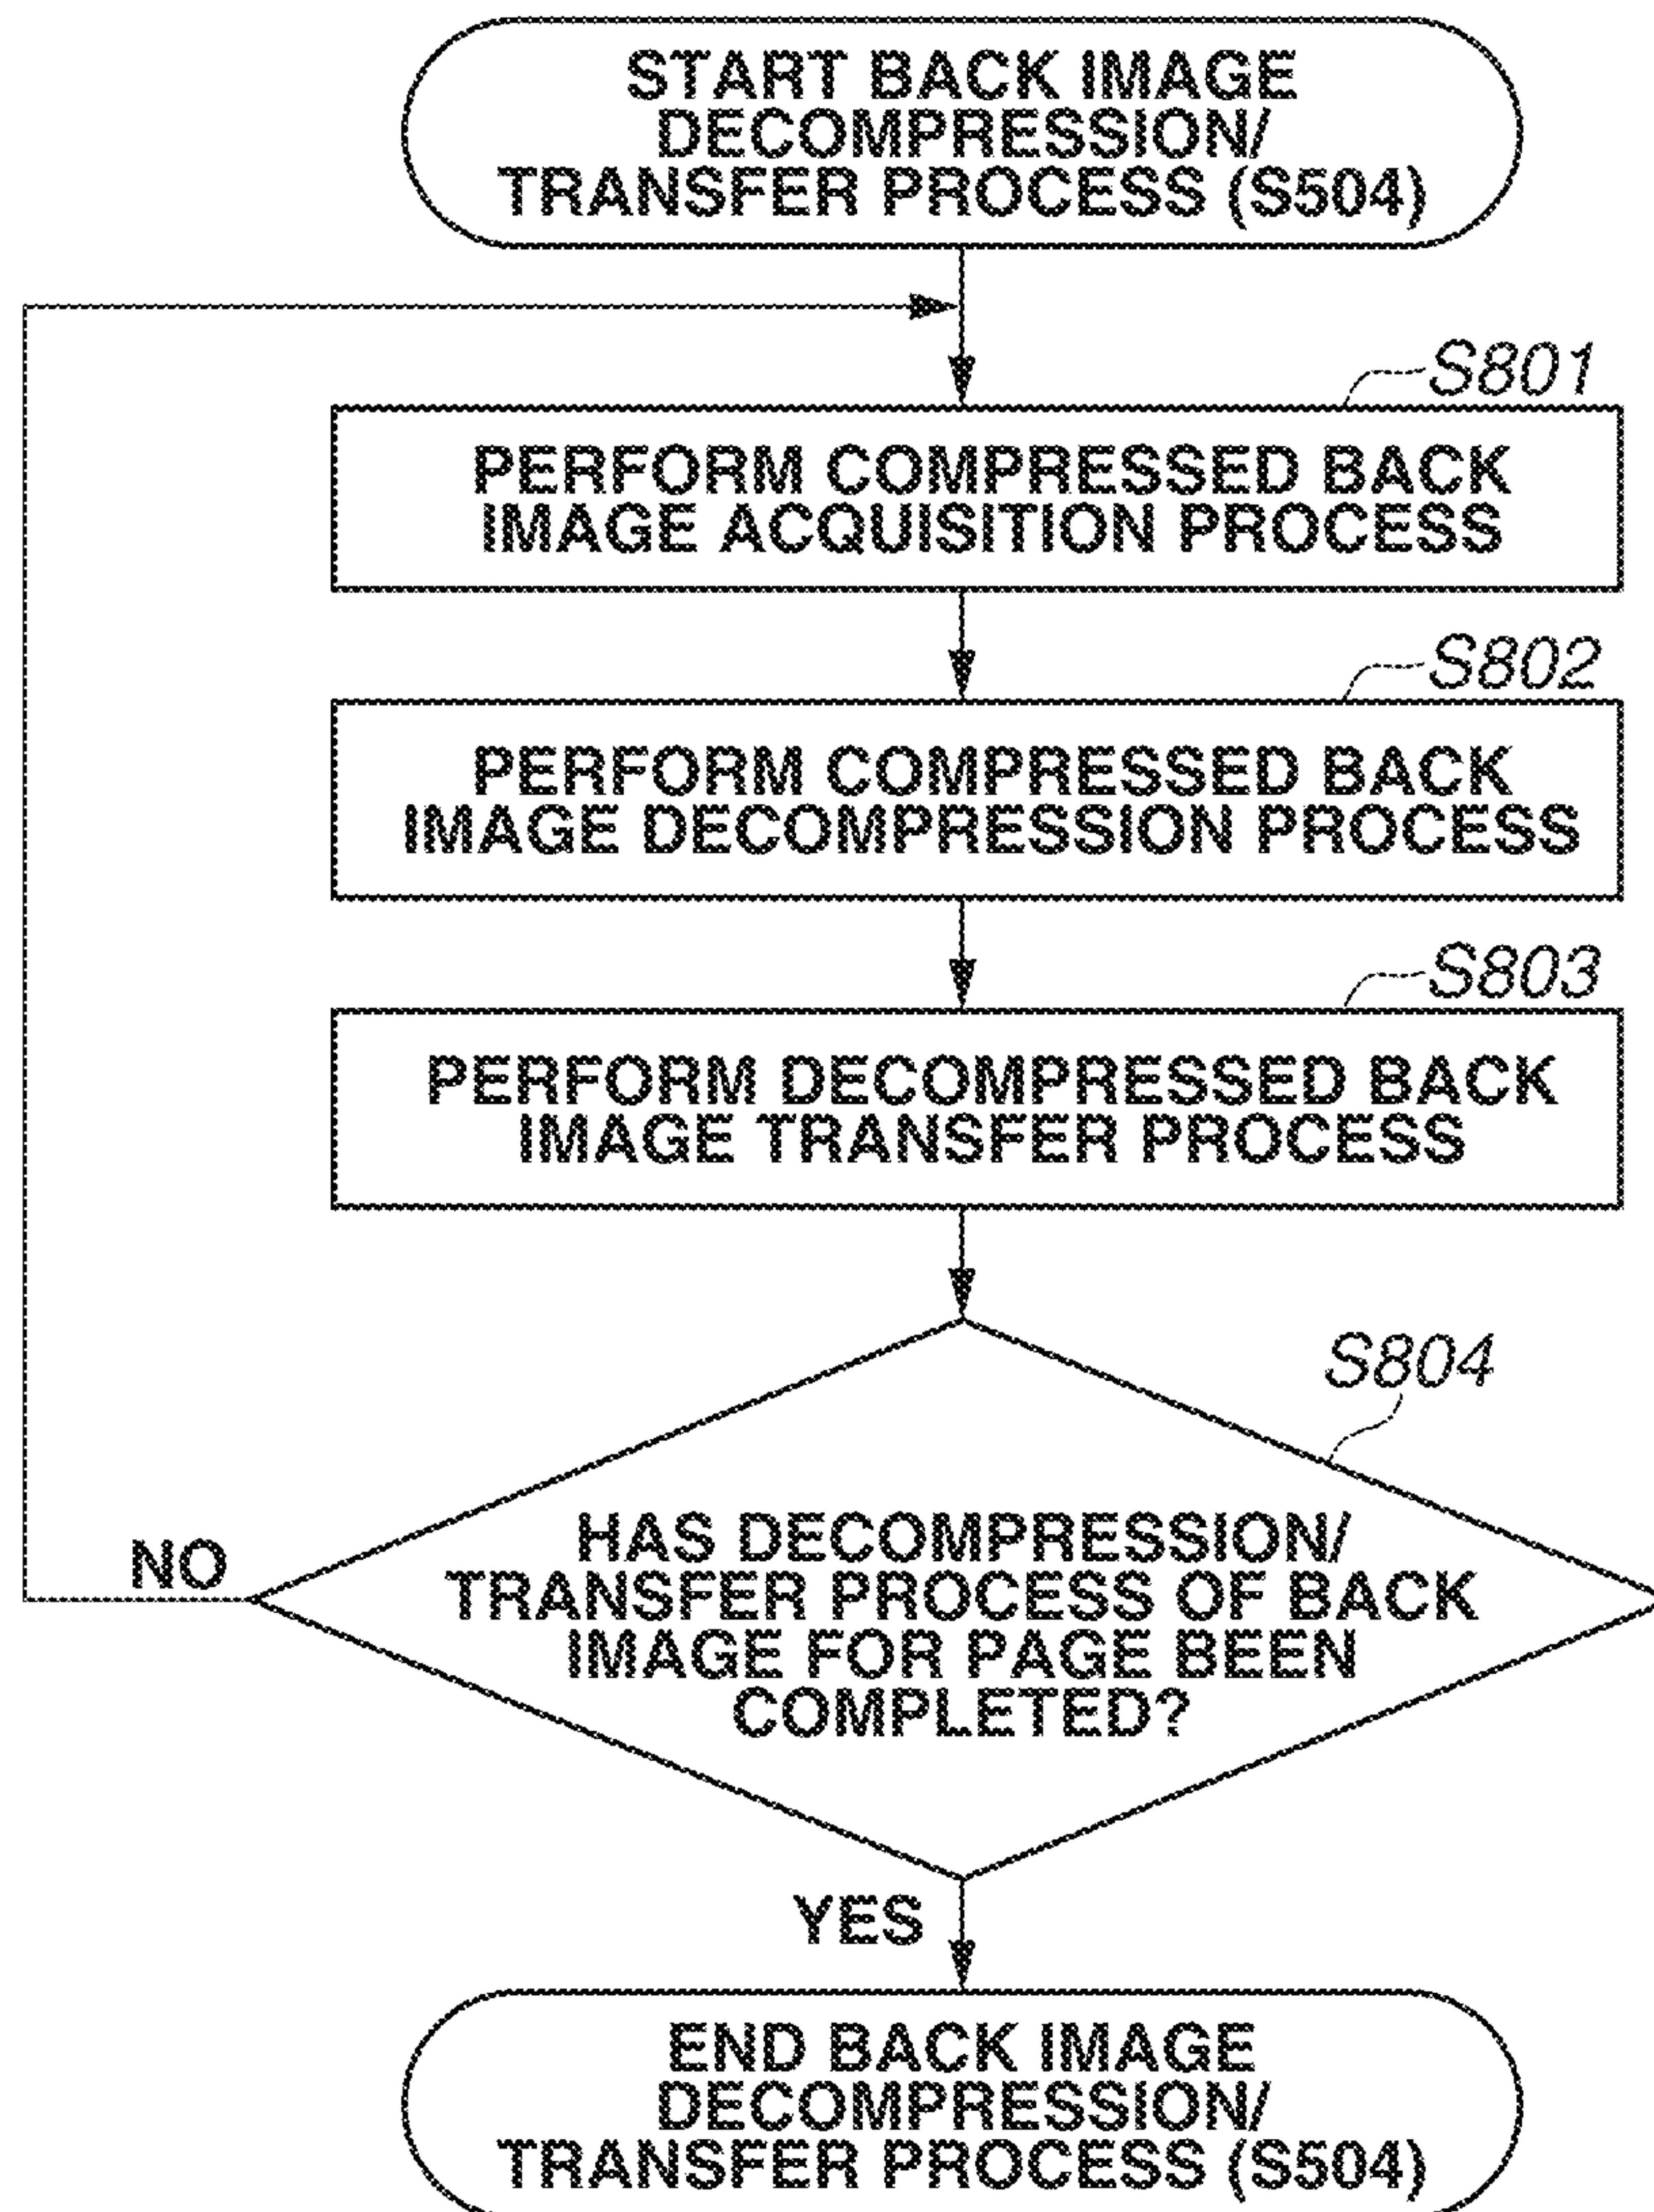 START BACK IMAGE
DECOMPRESSION/
TRANSFER PROCESS (S504)
S801
PERFORM COMPRESSED BACK
IMAGE ACQUISITION PROCESS
S802
PERFORM COMPRESSED BACK
IMAGE DECOMPRESSION PROCESS
S803
PERFORM DECOMPRESSED BACK
IMAGE TRANSFER PROCESS
S804
HAS DECOMPRESSION/
TRANSFER PROCESS OF BACK
IMAGE FOR PAGE BEEN
COMPLETED?
NO
YES
END BACK IMAGE
DECOMPRESSION/
TRANSFER PROCESS (S504)